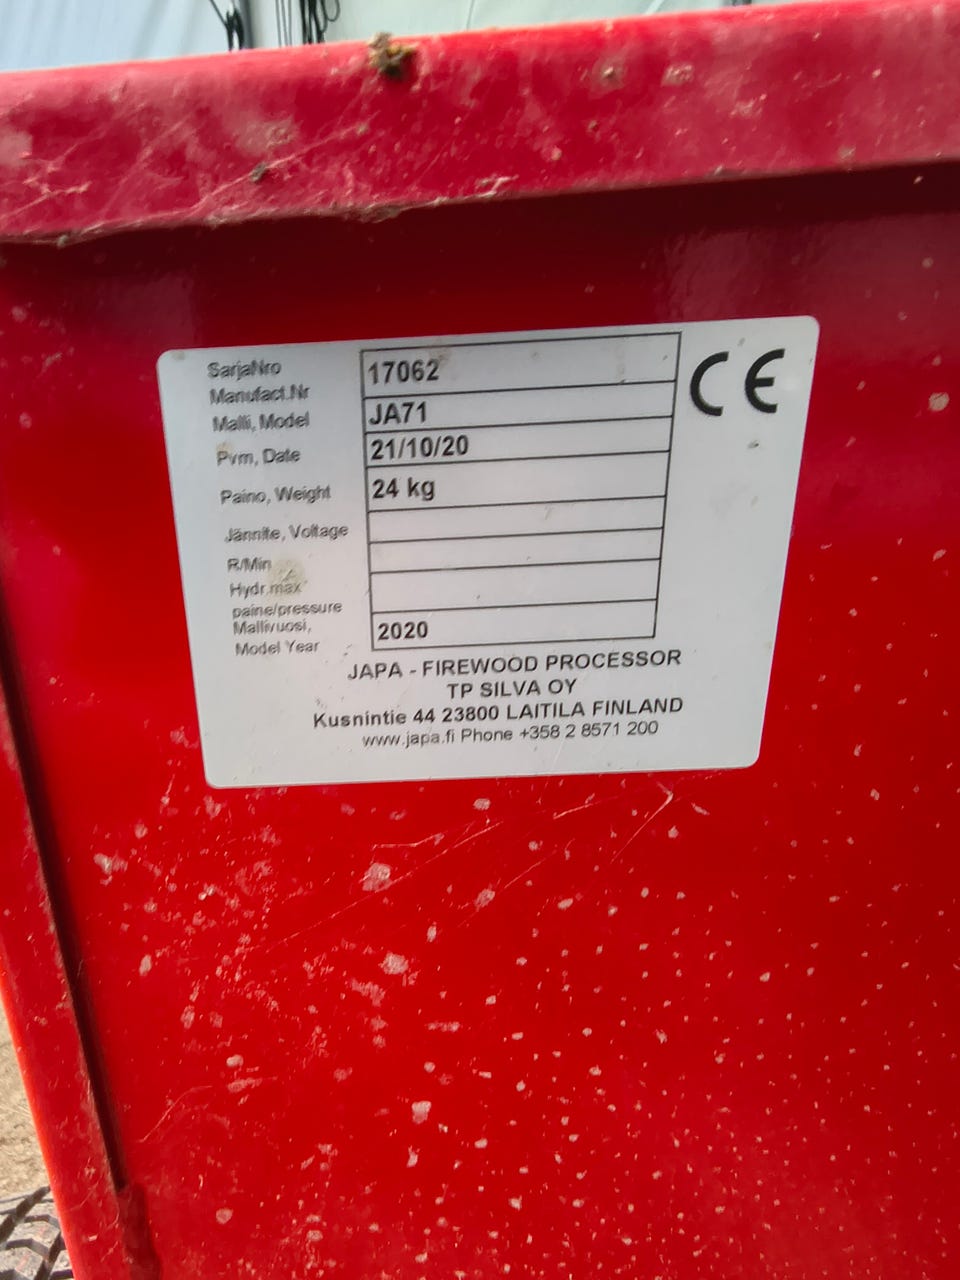 SarjaNro
Manufact.Nr 17062
Malli, Model JA71
Pvm, Date 21/10/20
Paino, Weight 24 kg
Jännite, Voltage
R/Min
Hydr.max
paine/pressure
Mallivuosi,
Model Year 2020
CE
JAPA - FIREWOOD PROCESSOR
TP SILVA OY
Kusnintie 44 23800 LAITILA FINLAND
www.japa.fi Phone +358 2 8571 200